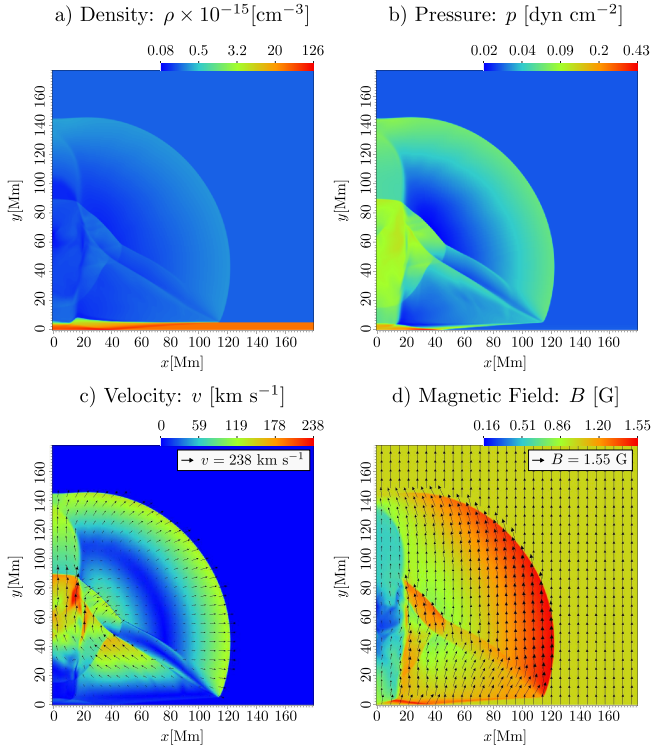 a) Density: ρ × 10⁻¹⁵[cm⁻³]
b) Pressure: p [dyn cm⁻²]
0.08 0.5 3.2 20 126
0.02 0.04 0.09 0.2 0.43
160
140
120
100
80
60
40
20
0
y[Mm]
0 20 40 60 80 100 120 140 160
x[Mm]
160
140
120
100
80
60
40
20
0
y[Mm]
0 20 40 60 80 100 120 140 160
x[Mm]
c) Velocity: v [km s⁻¹]
d) Magnetic Field: B [G]
0 59 119 178 238
0.16 0.51 0.86 1.20 1.55
v = 238 km s⁻¹
B = 1.55 G
160
140
120
100
80
60
40
20
0
y[Mm]
0 20 40 60 80 100 120 140 160
x[Mm]
160
140
120
100
80
60
40
20
0
y[Mm]
0 20 40 60 80 100 120 140 160
x[Mm]